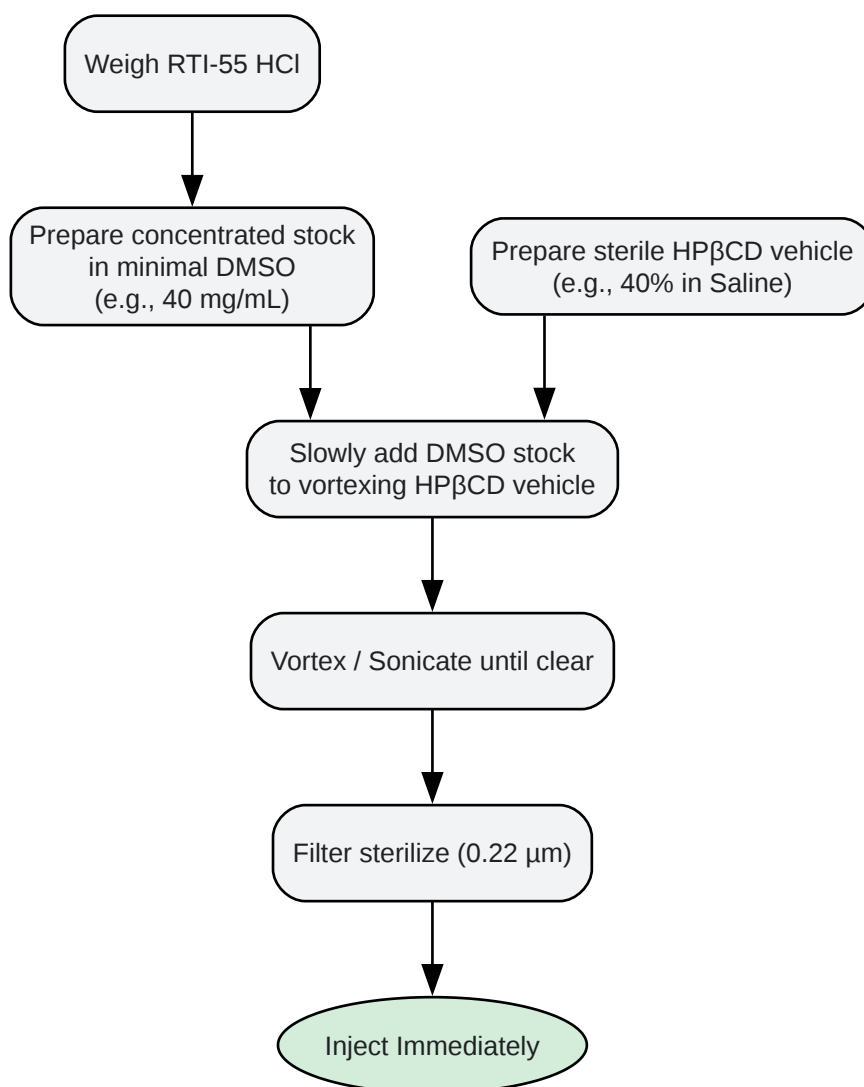 Weigh RTI-55 HCl
Prepare concentrated stock
in minimal DMSO
(e.g., 40 mg/mL)
Prepare sterile HPβCD vehicle
(e.g., 40% in Saline)
Slowly add DMSO stock
to vortexing HPβCD vehicle
Vortex / Sonicate until clear
Filter sterilize (0.22 µm)
Inject Immediately